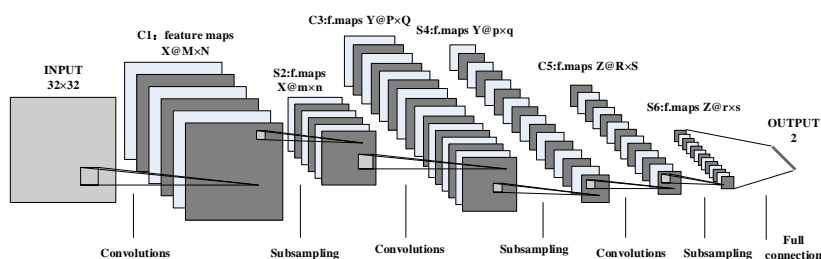 INPUT
32×32
C1：feature maps
X@M×N
S2:f.maps
X@m×n
C3:f.maps Y@P×Q
S4:f.maps Y@p×q
C5:f.maps Z@R×S
S6:f.maps Z@r×s
OUTPUT
2
Convolutions
Subsampling
Convolutions
Subsampling
Convolutions
Subsampling
Full
connection